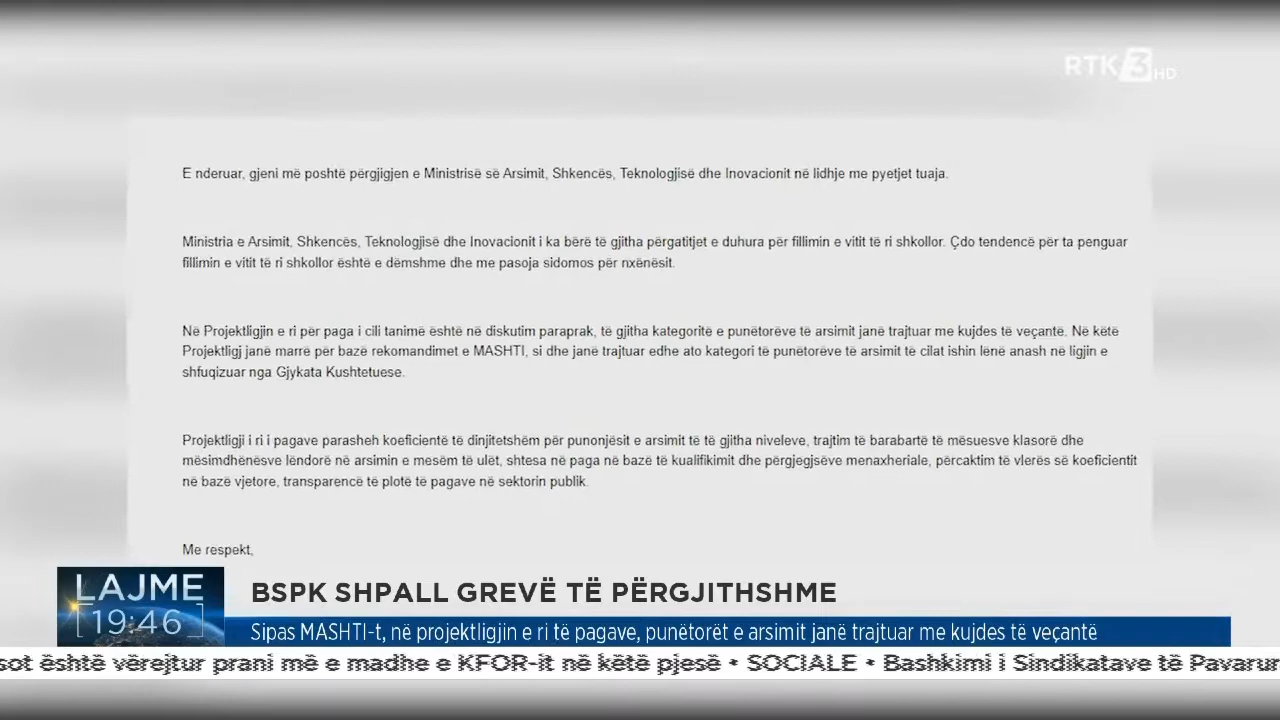 RTK 3 HD
E nderuar, gjeni më poshtë përgjigjen e Ministrisë së Arsimit, Shkencës, Teknologjisë dhe Inovacionit në lidhje me pyetjet tuaja.
Ministria e Arsimit, Shkencës, Teknologjisë dhe Inovacionit i ka bërë të gjitha përgatitjet e duhura për fillimin e vitit të ri shkollor. Çdo tendencë për ta penguar
fillimin e vitit të ri shkollor është e dëmshme dhe me pasoja sidomos për nxënësit.
Në Projektligjin e ri për paga i cili tanimë është në diskutim paraprak, të gjitha kategoritë e punëtorëve të arsimit janë trajtuar me kujdes të veçantë. Në këtë
Projektligj janë marrë për bazë rekomandimet e MASHTI, si dhe janë trajtuar edhe ato kategori të punëtorëve të arsimit të cilat ishin lënë anash në ligjin e
shfuqizuar nga Gjykata Kushtetuese.
Projektligji i ri i pagave parasheh koeficientë të dinjitetshëm për punonjësit e arsimit të të gjitha niveleve, trajtim të barabartë të mësuesve klasorë dhe
mësimdhënësve lëndorë në arsimin e mesëm të ulët, shtesa në paga në bazë të kualifikimit dhe përgjegjsëve menaxheriale, përcaktim të vlerës së koeficientit
në bazë vjetore, transparencë të plotë të pagave në sektorin publik.
Me respekt,
LAJME
19:46
BSPK SHPALL GREVË TË PËRGJITHSHME
Sipas MASHTI-t, në projektligjin e ri të pagave, punëtorët e arsimit janë trajtuar me kujdes të veçantë
sot është vërejtur prani më e madhe e KFOR-it në këtë pjesë • SOCIALE • Bashkimi i Sindikatave të Pavarur